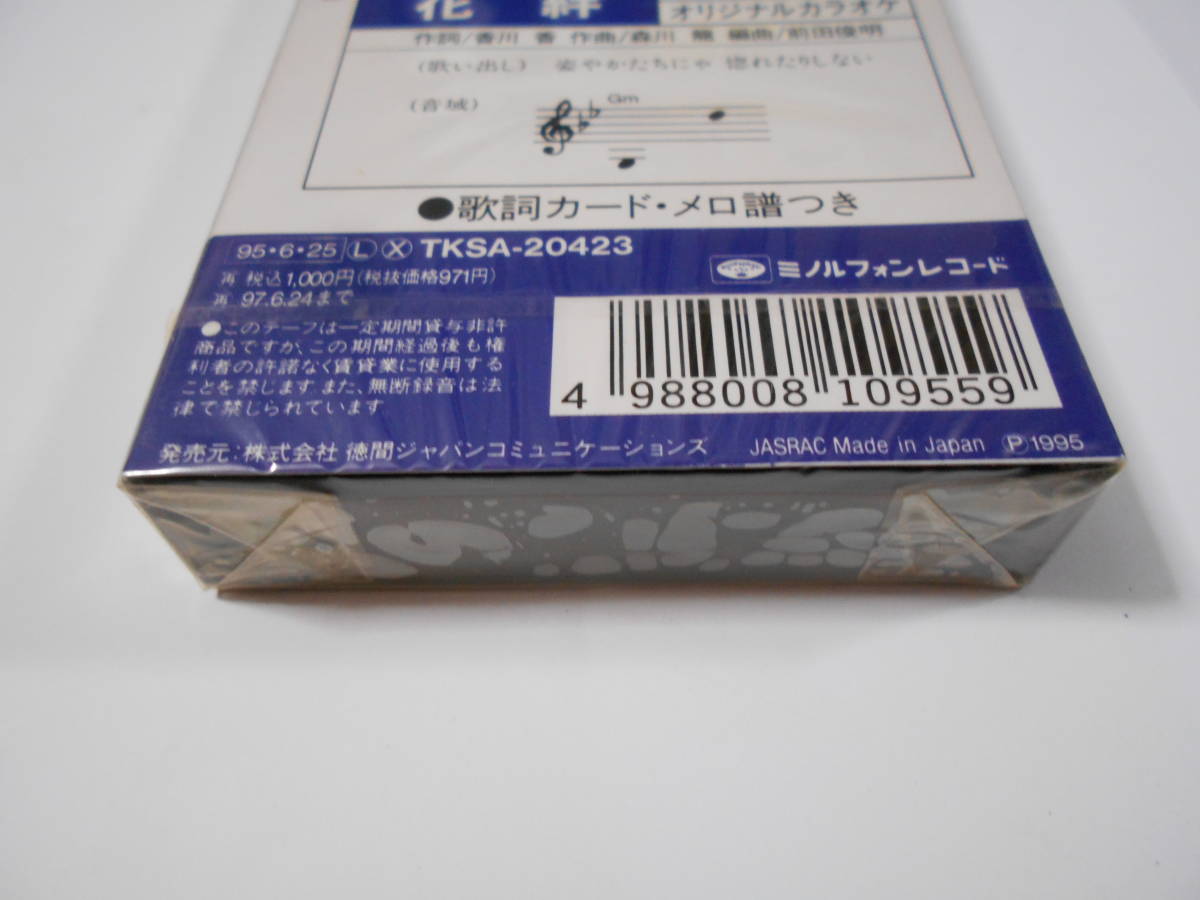 花絆
オリジナルカラオケ
作詞/香川 香 作曲/森川 龍 編曲/前田俊明
(歌い出し) 姿やかたちにゃ 惚れたりしない
(音域)
Gm
●歌詞カード・メロ譜つき
95・6・25 Ⓛ Ⓧ TKSA-20423
再 税込1,000円(税抜価格971円)
再 97.6.24まで
ミノルフォンレコード
●このテープは一定期間貸与非許
商品ですが、この期間経過後も権
利者の許諾なく賃貸業に使用する
ことを禁じます また、無断録音は法
律で禁じられています
4 988008 109559
発売元:株式会社 徳間ジャパンコミュニケーションズ
JASRAC Made in Japan Ⓟ1995